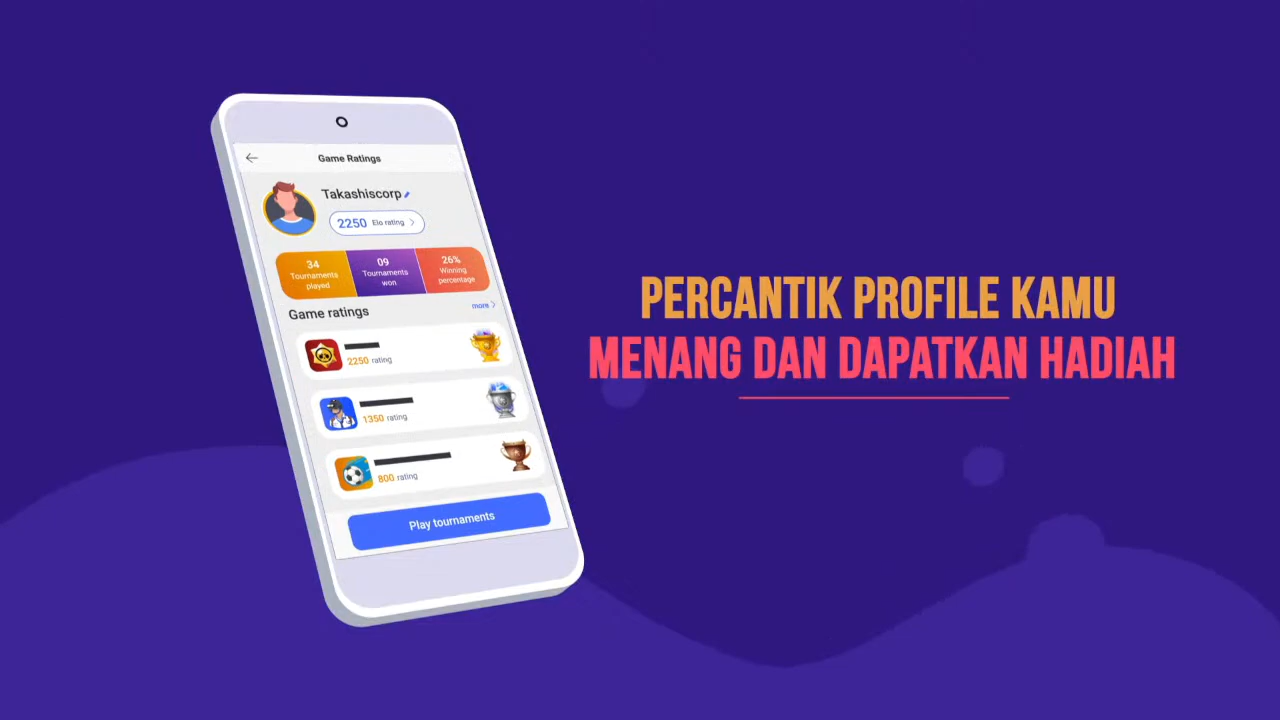 Game Ratings
Takashiscorp
2250 Elo rating
34
Tournaments
played
09
Tournaments
won
26%
Winning
percentage
Game ratings
more
2250 rating
1350 rating
800 rating
Play tournaments
PERCANTIK PROFILE KAMU
MENANG DAN DAPATKAN HADIAH